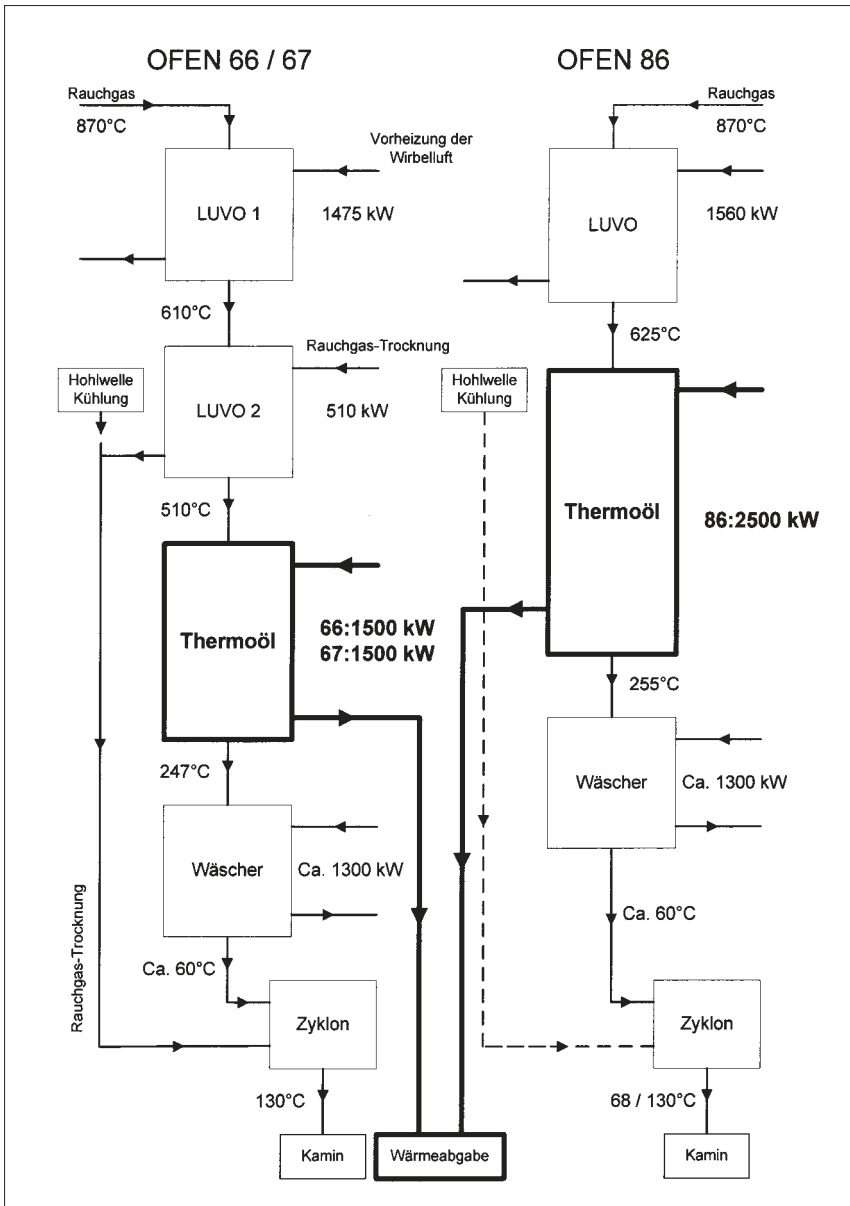 OFEN 66 / 67
Rauchgas
870°C
Vorheizung der
Wirbelluft
LUVO 1
1475 kW
610°C
Rauchgas-Trocknung
Hohlwelle
Kühlung
LUVO 2
510 kW
510°C
Thermoöl
66:1500 kW
67:1500 kW
247°C
Wäscher
Ca. 1300 kW
Rauchgas-Trocknung
Ca. 60°C
Zyklon
130°C
Kamin
Wärmeabgabe
OFEN 86
Rauchgas
870°C
LUVO
1560 kW
625°C
Hohlwelle
Kühlung
Thermoöl
86:2500 kW
255°C
Wäscher
Ca. 1300 kW
Ca. 60°C
Zyklon
68 / 130°C
Kamin